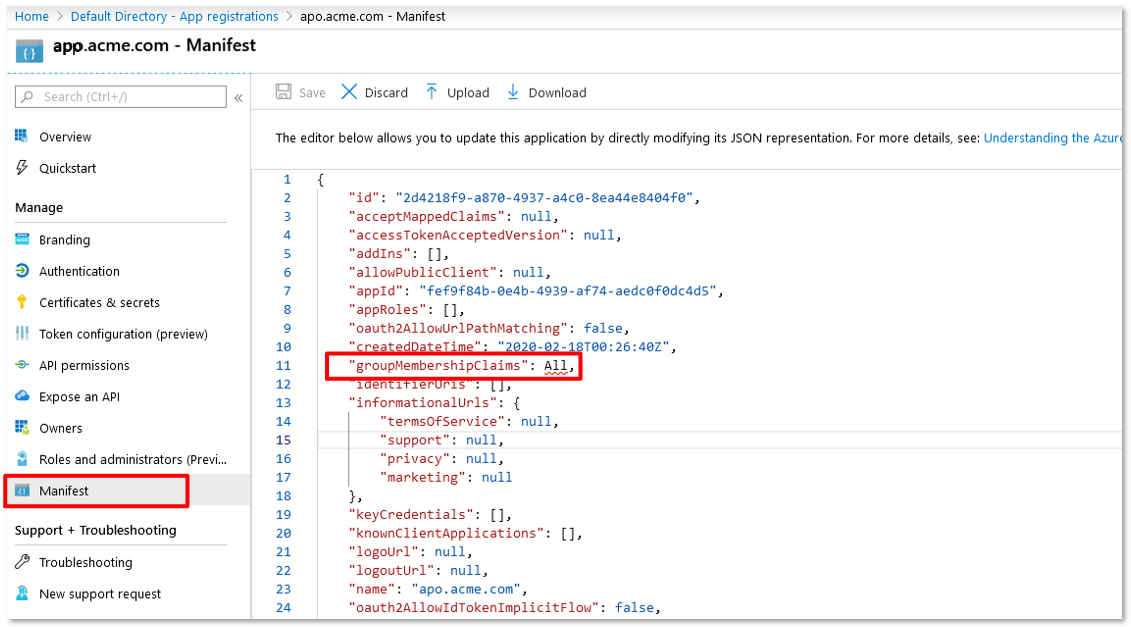 Home > Default Directory - App registrations > apo.acme.com - Manifest
app.acme.com - Manifest
Search (Ctrl+/)
«
Overview
Quickstart
Manage
Branding
Authentication
Certificates & secrets
Token configuration (preview)
API permissions
Expose an API
Owners
Roles and administrators (Previ...
Manifest
Support + Troubleshooting
Troubleshooting
New support request
Save Discard Upload Download
The editor below allows you to update this application by directly modifying its JSON representation. For more details, see: Understanding the Azure
1 {
2 "id": "2d4218f9-a870-4937-a4c0-8ea44e8404f0",
3 "acceptMappedClaims": null,
4 "accessTokenAcceptedVersion": null,
5 "addIns": [],
6 "allowPublicClient": null,
7 "appId": "fef9f84b-0e4b-4939-af74-aedc0f0dc4d5",
8 "appRoles": [],
9 "oauth2AllowUrlPathMatching": false,
10 "createdDateTime": "2020-02-18T00:26:40Z",
11 "groupMembershipClaims": All,
12 "identifierUris": [],
13 "informationalUrls": {
14 "termsOfService": null,
15 "support": null,
16 "privacy": null,
17 "marketing": null
18 },
19 "keyCredentials": [],
20 "knownClientApplications": [],
21 "logoUrl": null,
22 "logoutUrl": null,
23 "name": "apo.acme.com",
24 "oauth2AllowIdTokenImplicitFlow": false,